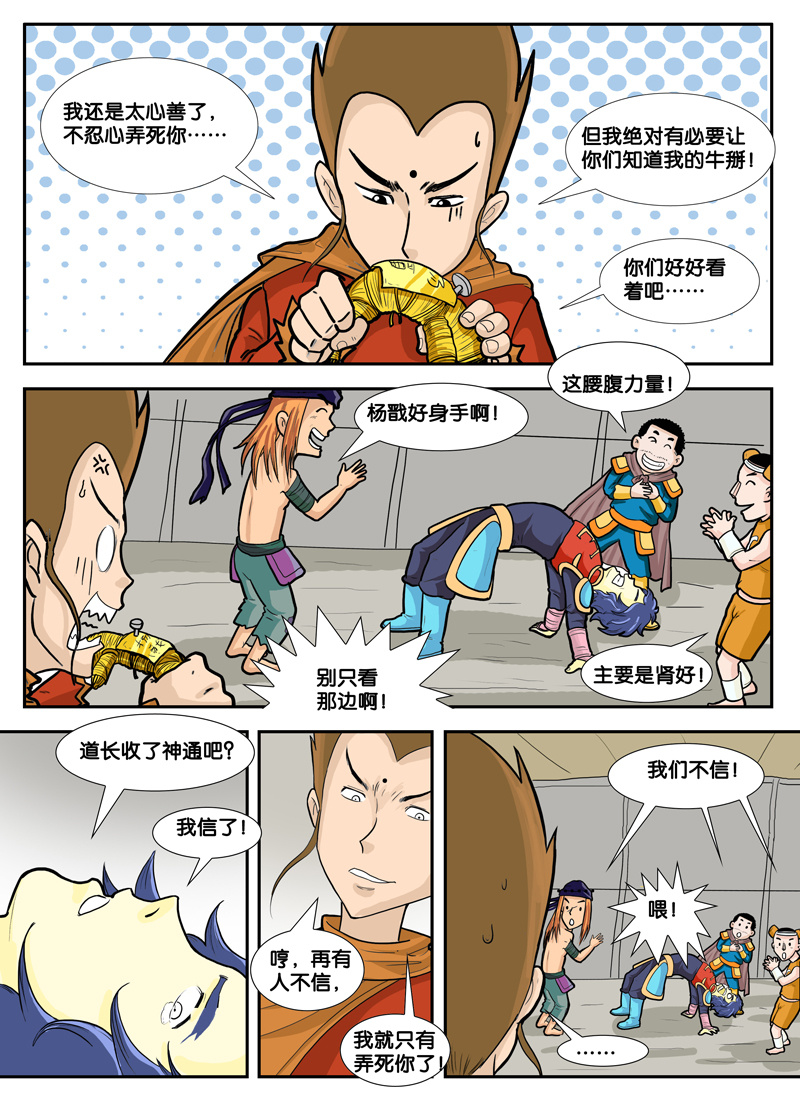 我还是太心善了，
不忍心弄死你……
但我绝对有必要让
你们知道我的牛掰！
你们好好看
着吧……
这腰腹力量！
杨戬好身手啊！
别只看
那边啊！
主要是肾好！
道长收了神通吧？
我信了！
哼，再有
人不信，
我就只有
弄死你了！
我们不信！
喂！
……